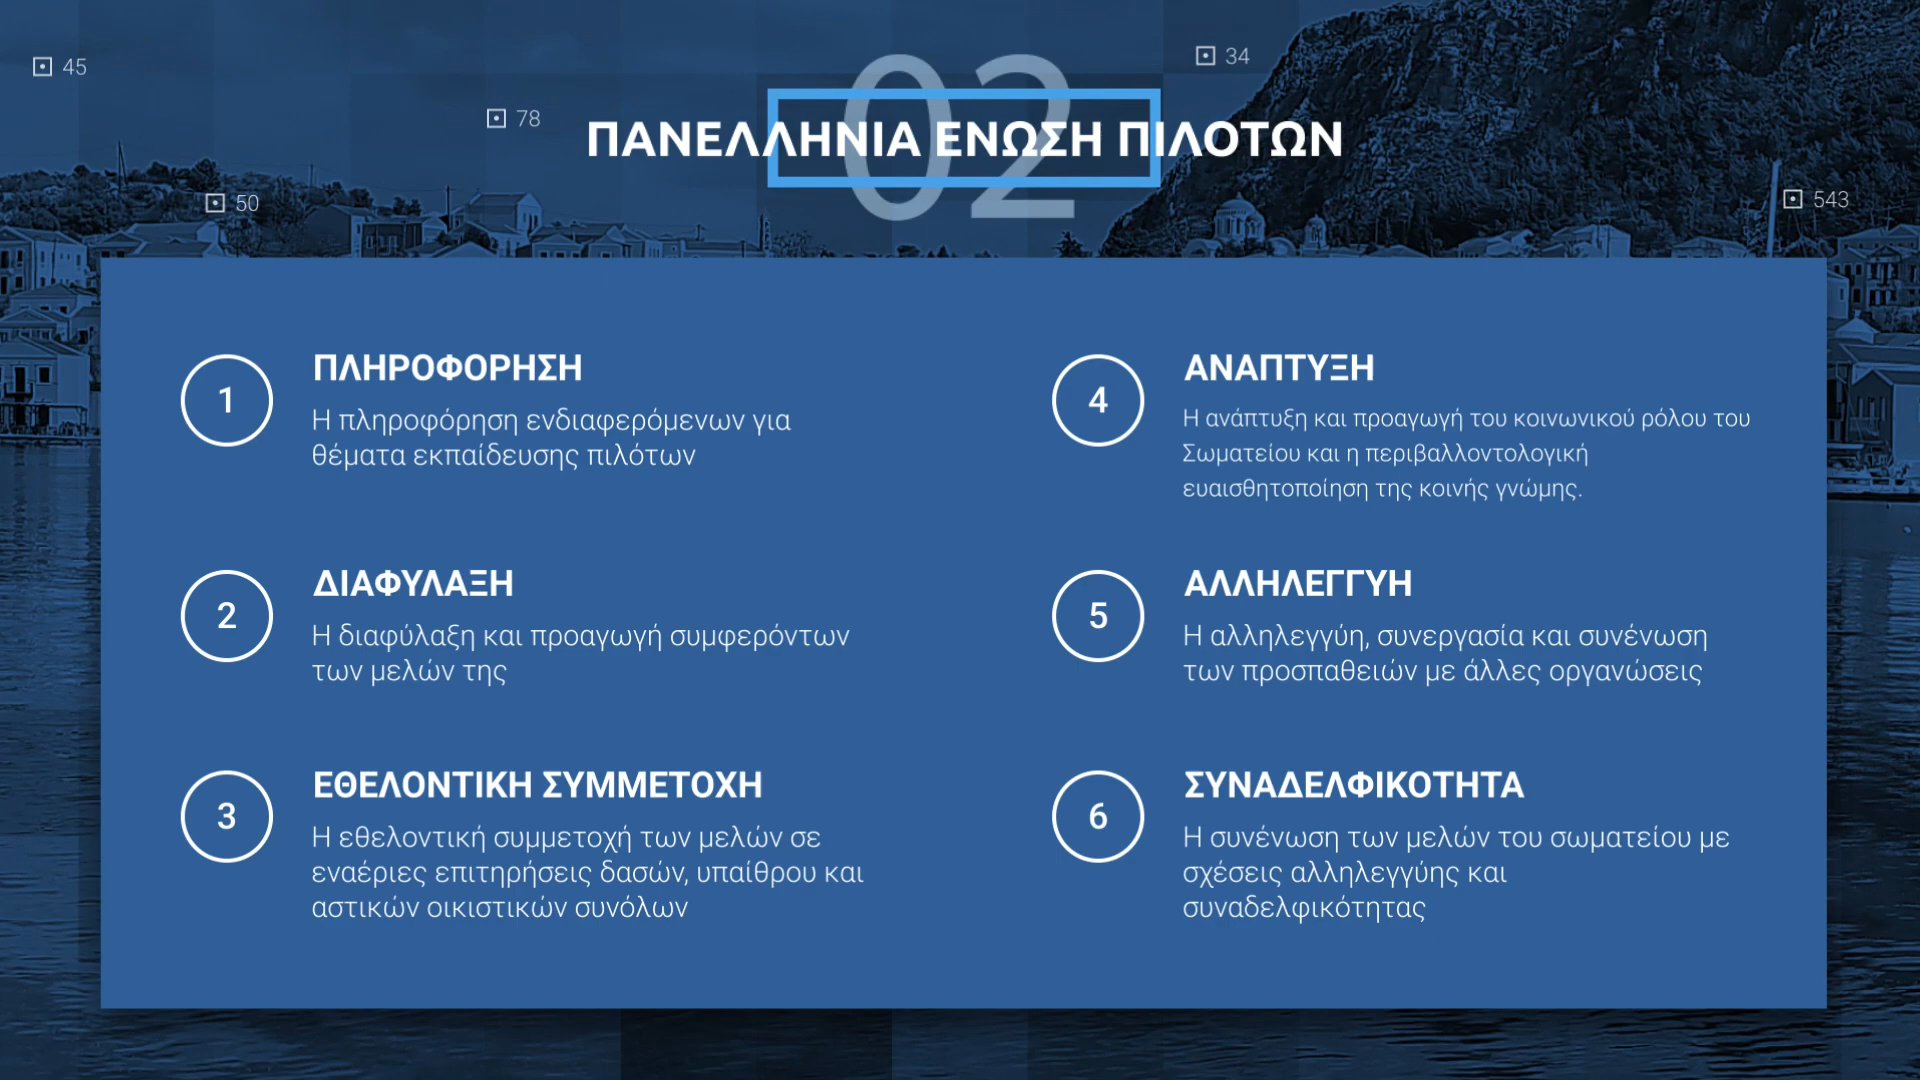 45
34
02
78
ΠΑΝΕΛΛΗΝΙΑ ΕΝΩΣΗ ΠΙΛΟΤΩΝ
50
543
1
ΠΛΗΡΟΦΟΡΗΣΗ
Η πληροφόρηση ενδιαφερόμενων για
θέματα εκπαίδευσης πιλότων
2
ΔΙΑΦΥΛΑΞΗ
Η διαφύλαξη και προαγωγή συμφερόντων
των μελών της
3
ΕΘΕΛΟΝΤΙΚΗ ΣΥΜΜΕΤΟΧΗ
Η εθελοντική συμμετοχή των μελών σε
εναέριες επιτηρήσεις δασών, υπαίθρου και
αστικών οικιστικών συνόλων
4
ΑΝΑΠΤΥΞΗ
Η ανάπτυξη και προαγωγή του κοινωνικού ρόλου του
Σωματείου και η περιβαλλοντολογική
ευαισθητοποίηση της κοινής γνώμης.
5
ΑΛΛΗΛΕΓΓΥΗ
Η αλληλεγγύη, συνεργασία και συνένωση
των προσπαθειών με άλλες οργανώσεις
6
ΣΥΝΑΔΕΛΦΙΚΟΤΗΤΑ
Η συνένωση των μελών του σωματείου με
σχέσεις αλληλεγγύης και
συναδελφικότητας